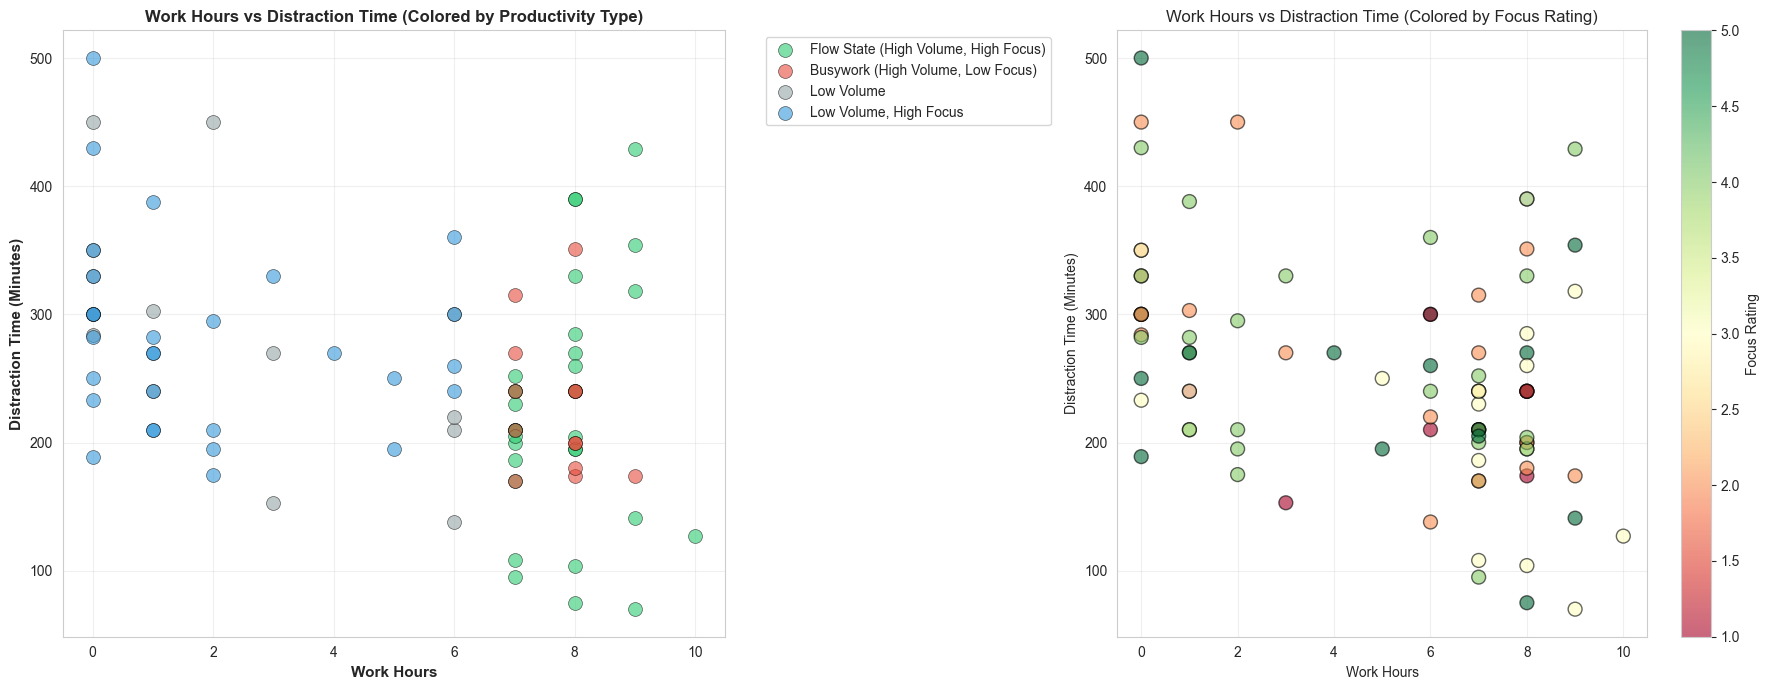 Work Hours vs Distraction Time (Colored by Productivity Type)
Distraction Time (Minutes)
500
400
300
200
100
0
2
4
6
8
10
Work Hours
Flow State (High Volume, High Focus)
Busywork (High Volume, Low Focus)
Low Volume
Low Volume, High Focus
Work Hours vs Distraction Time (Colored by Focus Rating)
Distraction Time (Minutes)
500
400
300
200
100
0
2
4
6
8
10
Work Hours
5.0
4.5
4.0
3.5
3.0
2.5
2.0
1.5
1.0
Focus Rating